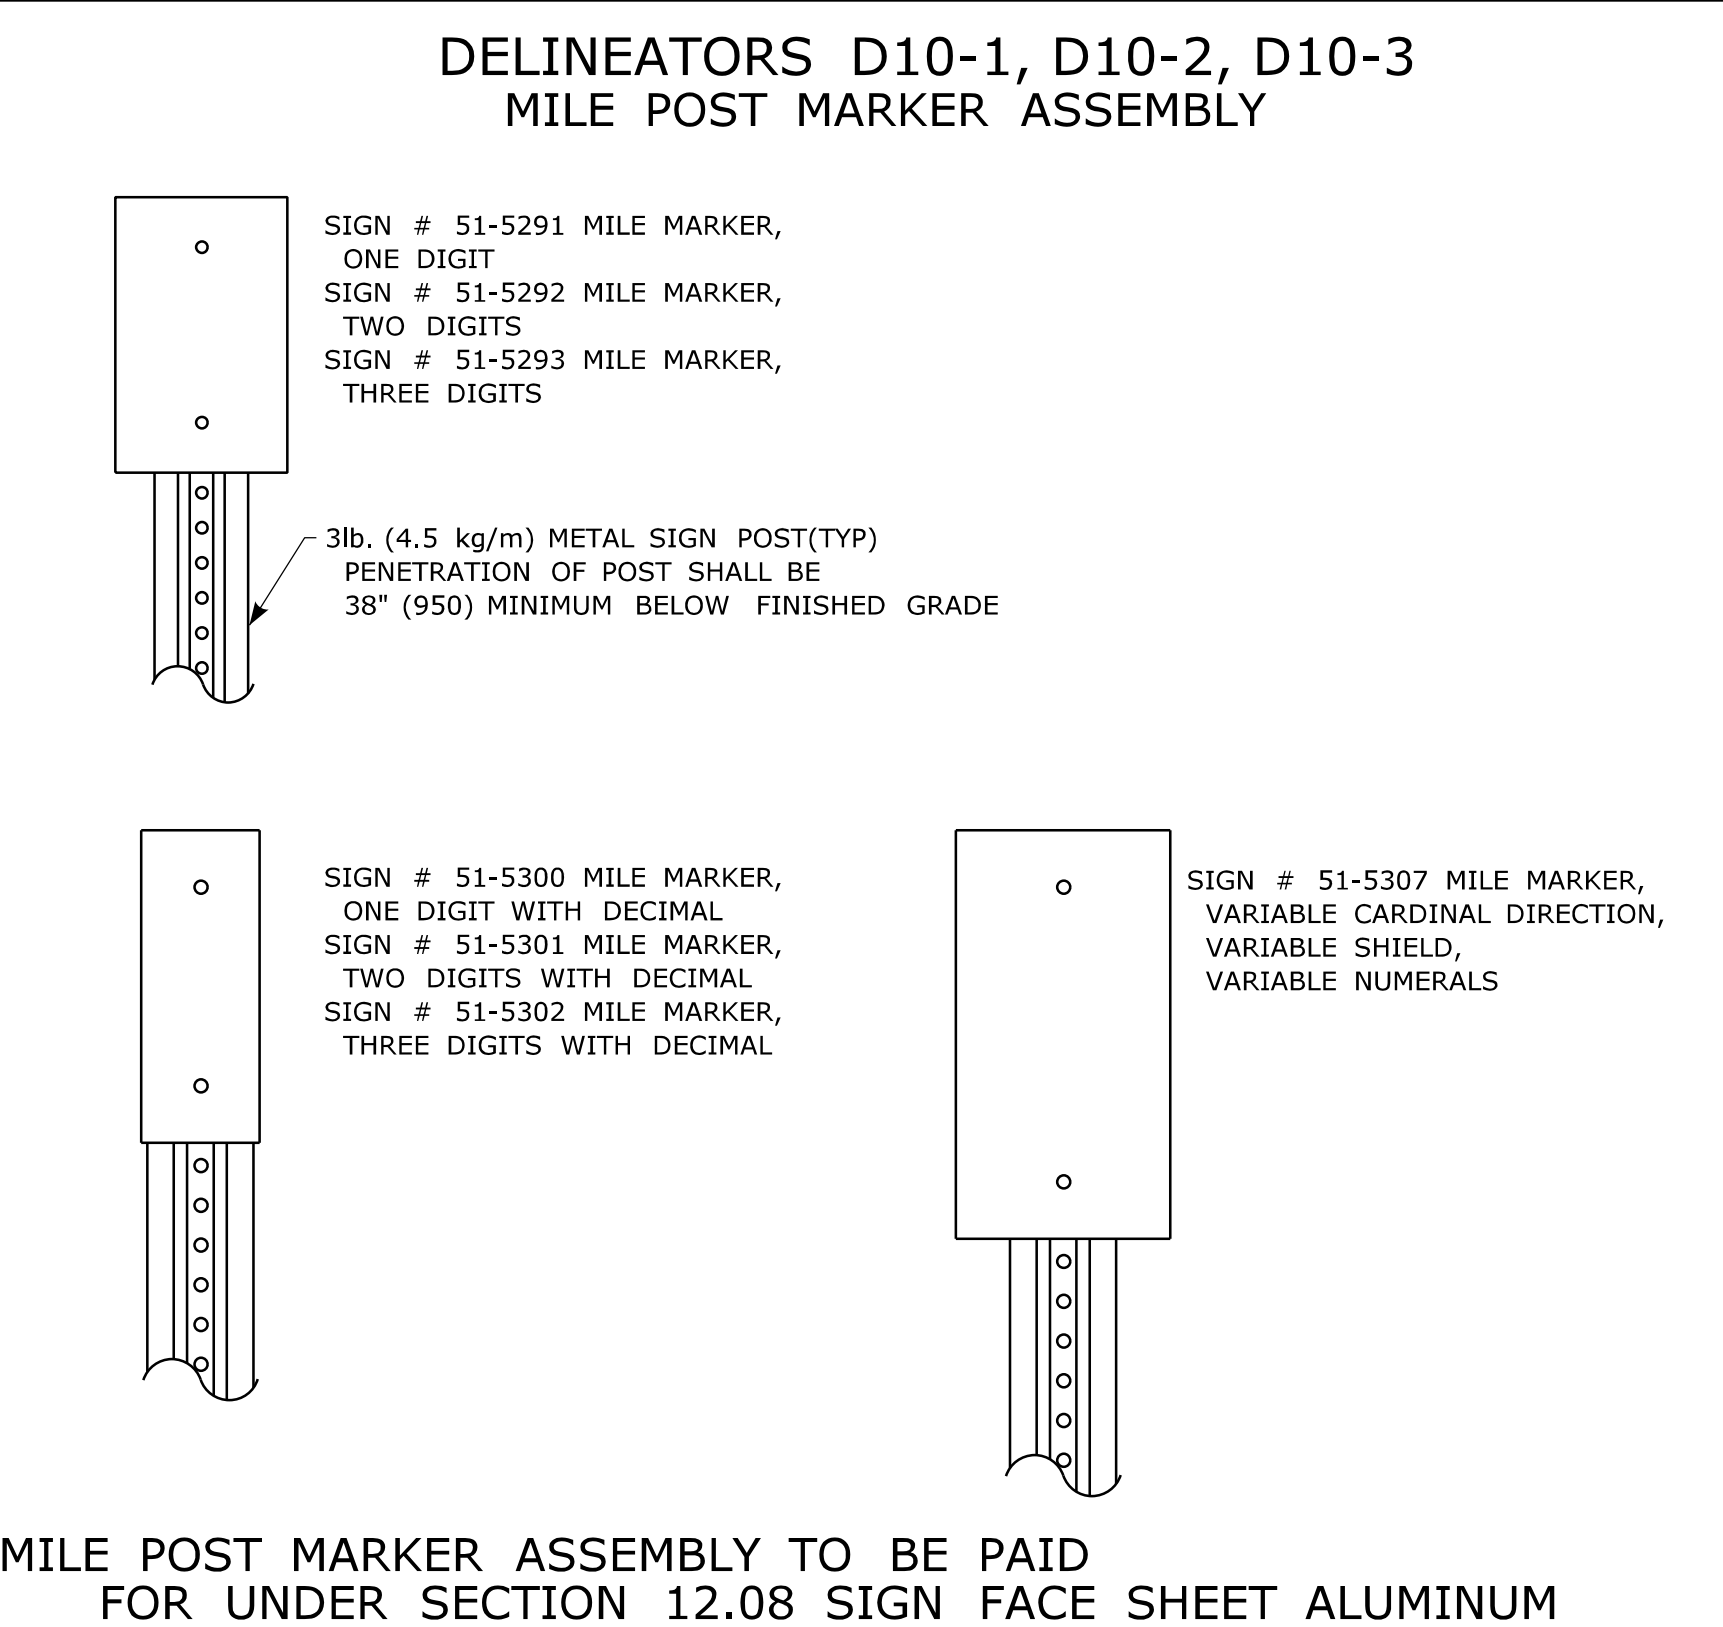 DELINEATORS D10-1, D10-2, D10-3
MILE POST MARKER ASSEMBLY
SIGN # 51-5291 MILE MARKER,
ONE DIGIT
SIGN # 51-5292 MILE MARKER,
TWO DIGITS
SIGN # 51-5293 MILE MARKER,
THREE DIGITS
3lb. (4.5 kg/m) METAL SIGN POST(TYP)
PENETRATION OF POST SHALL BE
38" (950) MINIMUM BELOW FINISHED GRADE
SIGN # 51-5300 MILE MARKER,
ONE DIGIT WITH DECIMAL
SIGN # 51-5301 MILE MARKER,
TWO DIGITS WITH DECIMAL
SIGN # 51-5302 MILE MARKER,
THREE DIGITS WITH DECIMAL
SIGN # 51-5307 MILE MARKER,
VARIABLE CARDINAL DIRECTION,
VARIABLE SHIELD,
VARIABLE NUMERALS
MILE POST MARKER ASSEMBLY TO BE PAID
FOR UNDER SECTION 12.08 SIGN FACE SHEET ALUMINUM